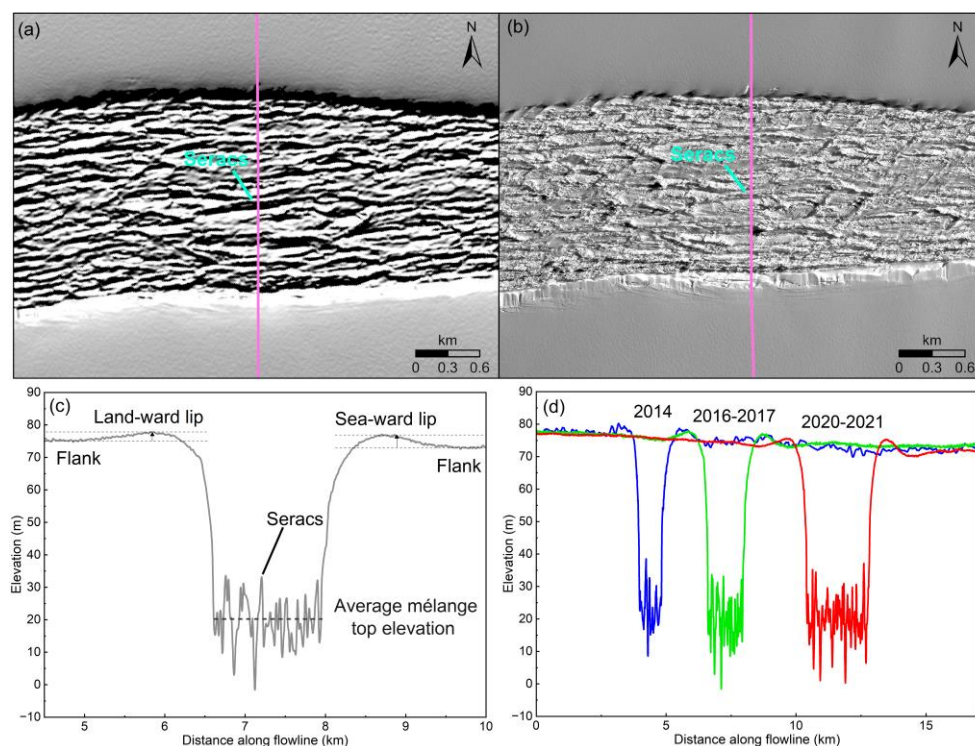 (a)
N
Seracs
km
0 0.3 0.6
(b)
N
Seracs
km
0 0.3 0.6
(c)
Land-ward lip
Sea-ward lip
Flank
Flank
Seracs
Average mélange
top elevation
Elevation (m)
90
80
70
60
50
40
30
20
10
0
−10
5 6 7 8 9 10
Distance along flowline (km)
(d)
2014
2016-2017
2020-2021
Elevation (m)
90
80
70
60
50
40
30
20
10
0
−10
0 5 10 15
Distance along flowline (km)